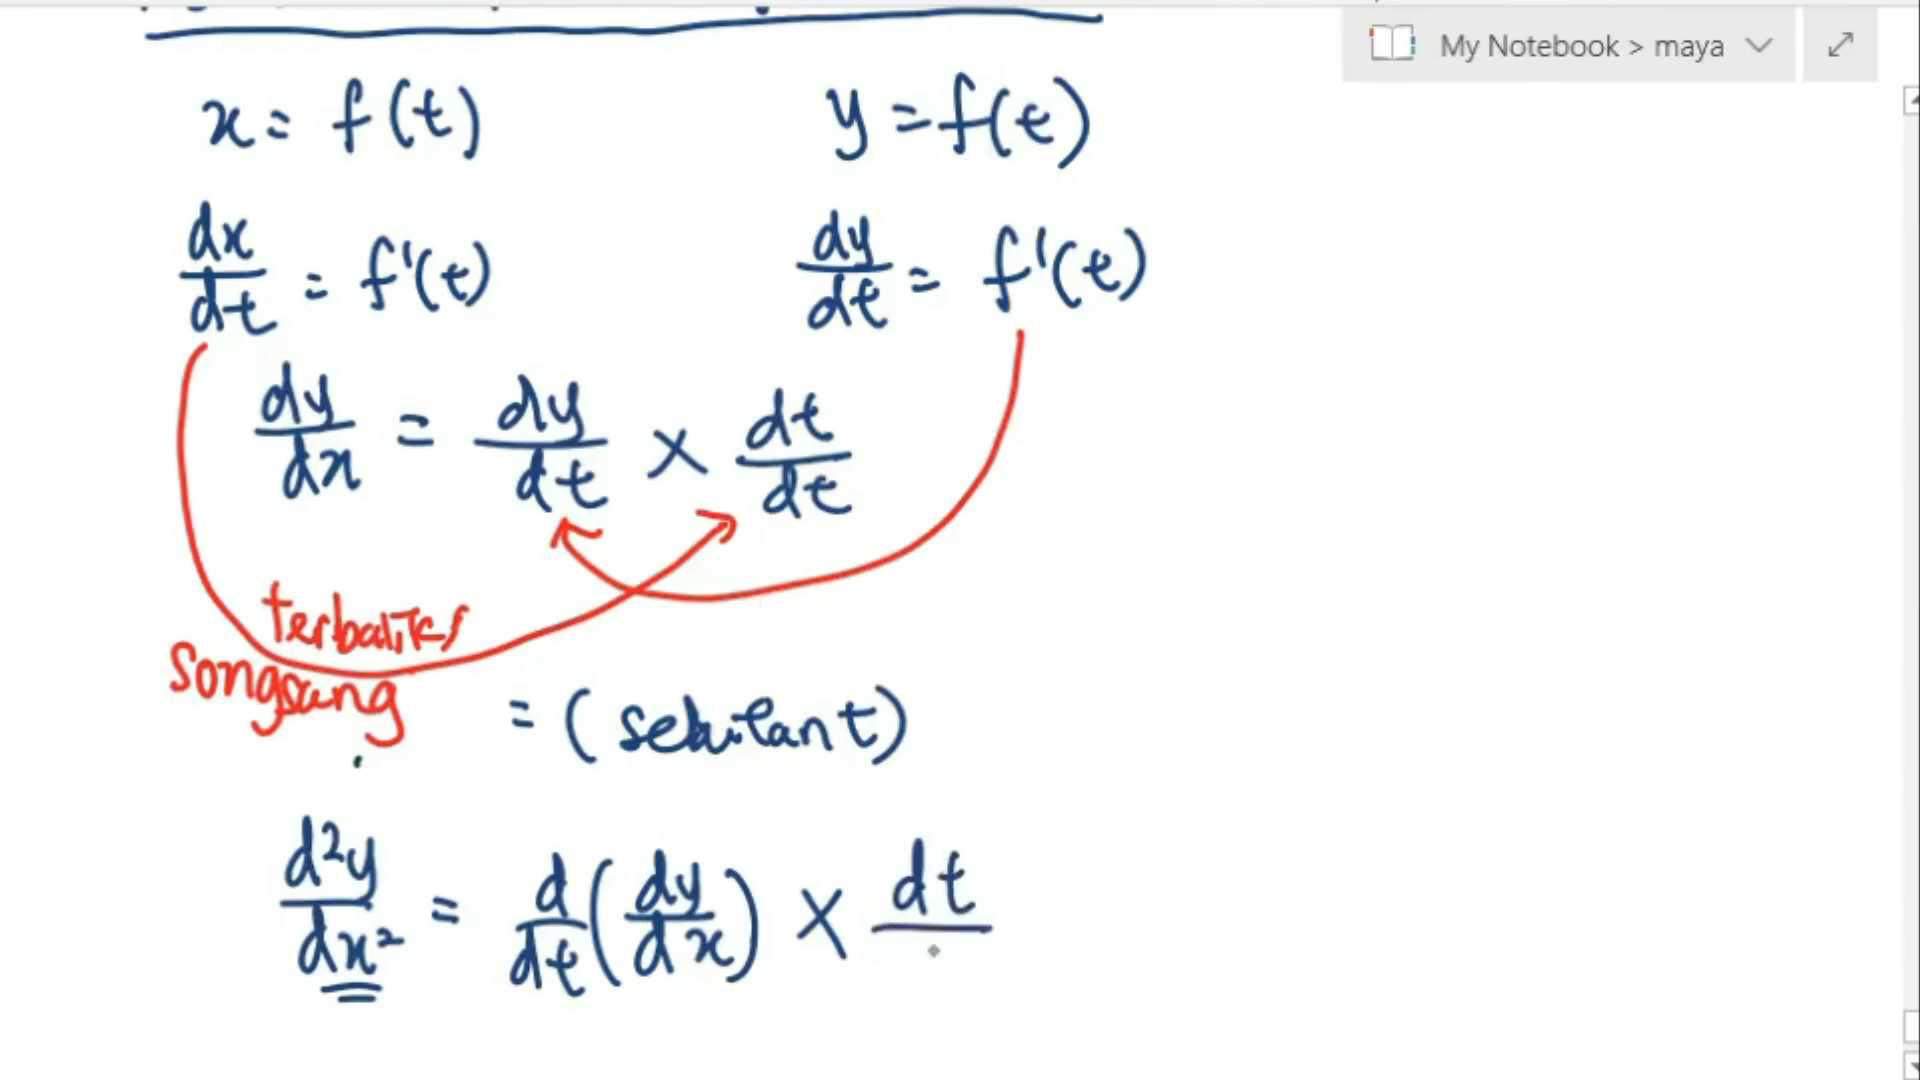 My Notebook > maya
x = f(t) y = f(t)
dx/dt = f'(t) dy/dt = f'(t)
dy/dx = dy/dt × dt/dt
terbalik/
songsang
= (sebutan t)
d²y/dx² = d/dt (dy/dx) × dt